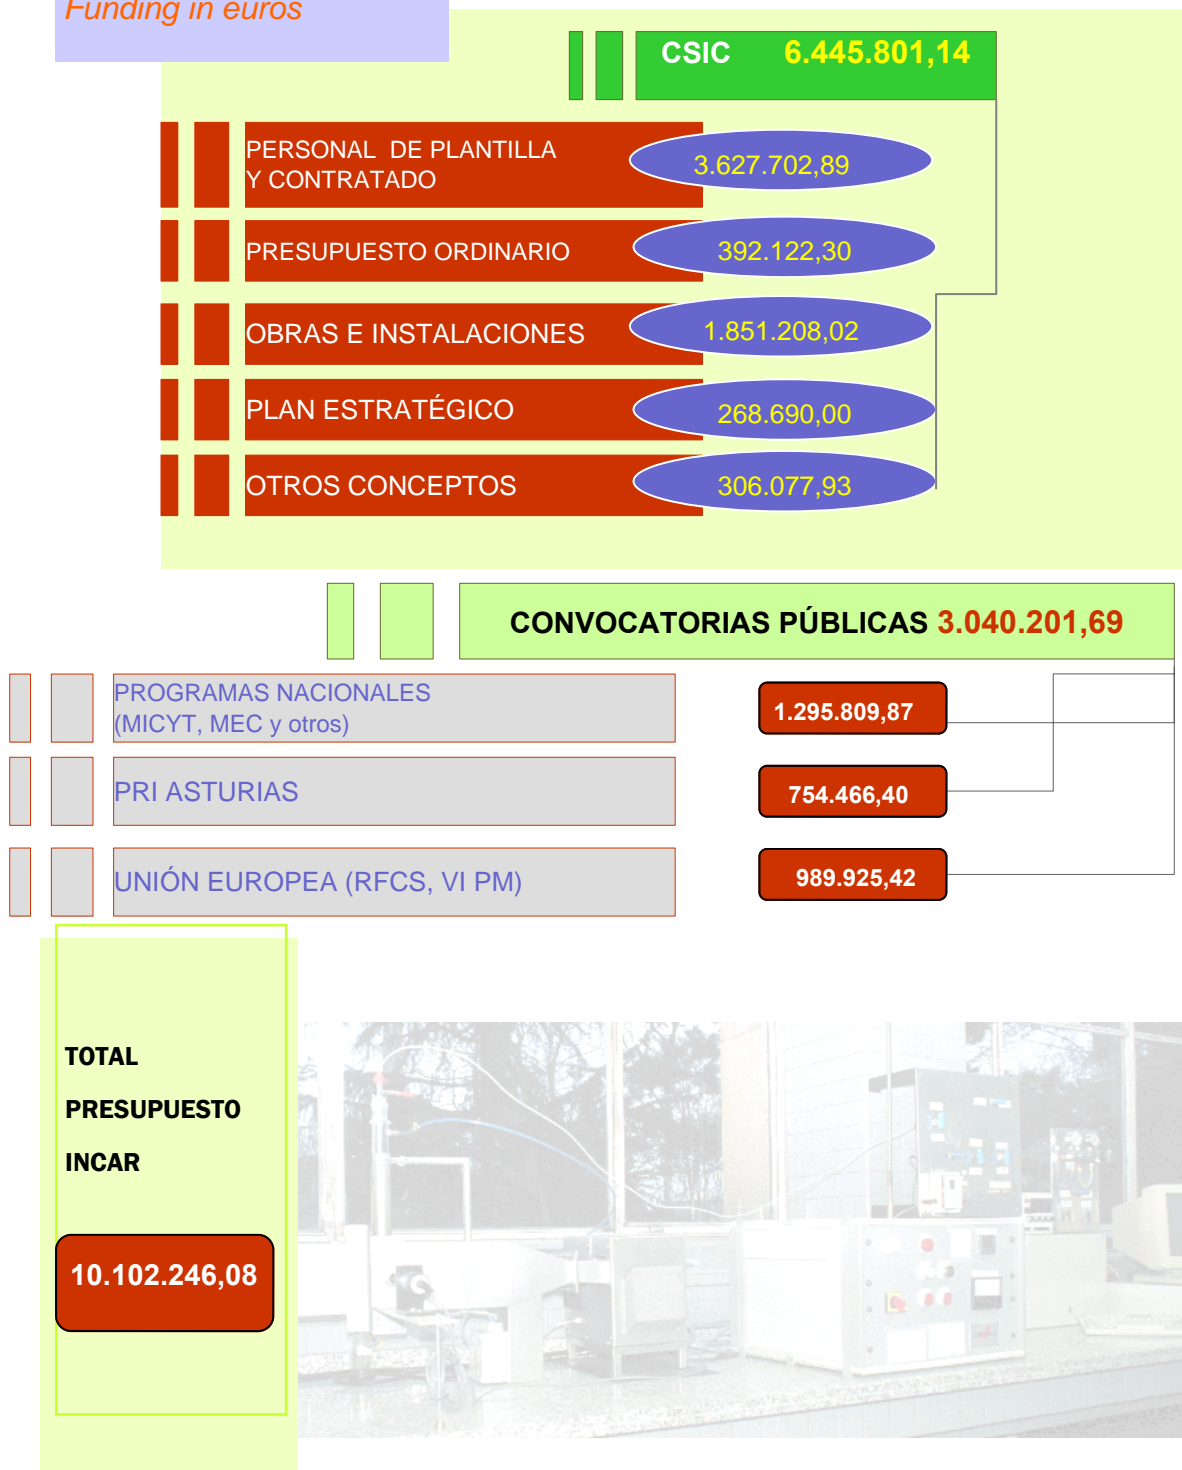 Funding in euros
CSIC 6.445.801,14
PERSONAL DE PLANTILLA
Y CONTRATADO
3.627.702,89
PRESUPUESTO ORDINARIO 392.122,30
OBRAS E INSTALACIONES 1.851.208,02
PLAN ESTRATÉGICO 268.690,00
OTROS CONCEPTOS 306.077,93
CONVOCATORIAS PÚBLICAS 3.040.201,69
PROGRAMAS NACIONALES
(MICYT, MEC y otros)
1.295.809,87
PRI ASTURIAS 754.466,40
UNIÓN EUROPEA (RFCS, VI PM) 989.925,42
TOTAL
PRESUPUESTO
INCAR
10.102.246,08